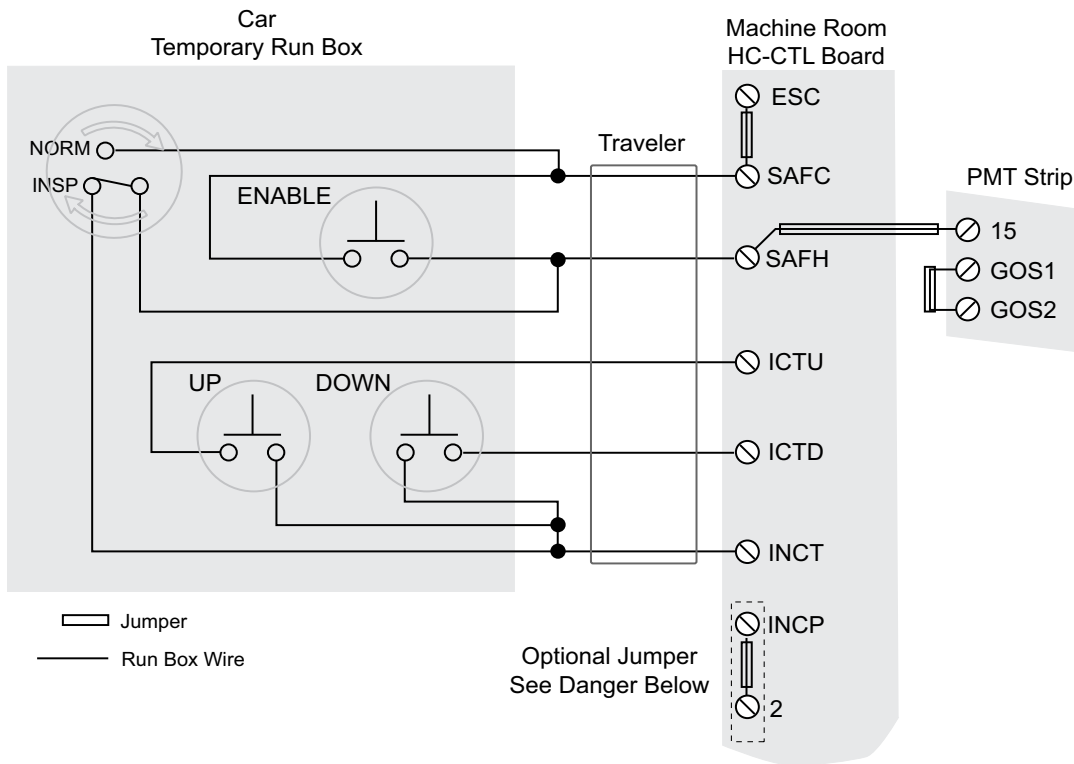 Car
Temporary Run Box
Machine Room
HC-CTL Board
ESC
NORM
Traveler
INSP
ENABLE
SAFC
PMT Strip
15
SAFH
GOS1
GOS2
ICTU
UP
DOWN
ICTD
INCT
Jumper
INCP
Run Box Wire
Optional Jumper
See Danger Below
2